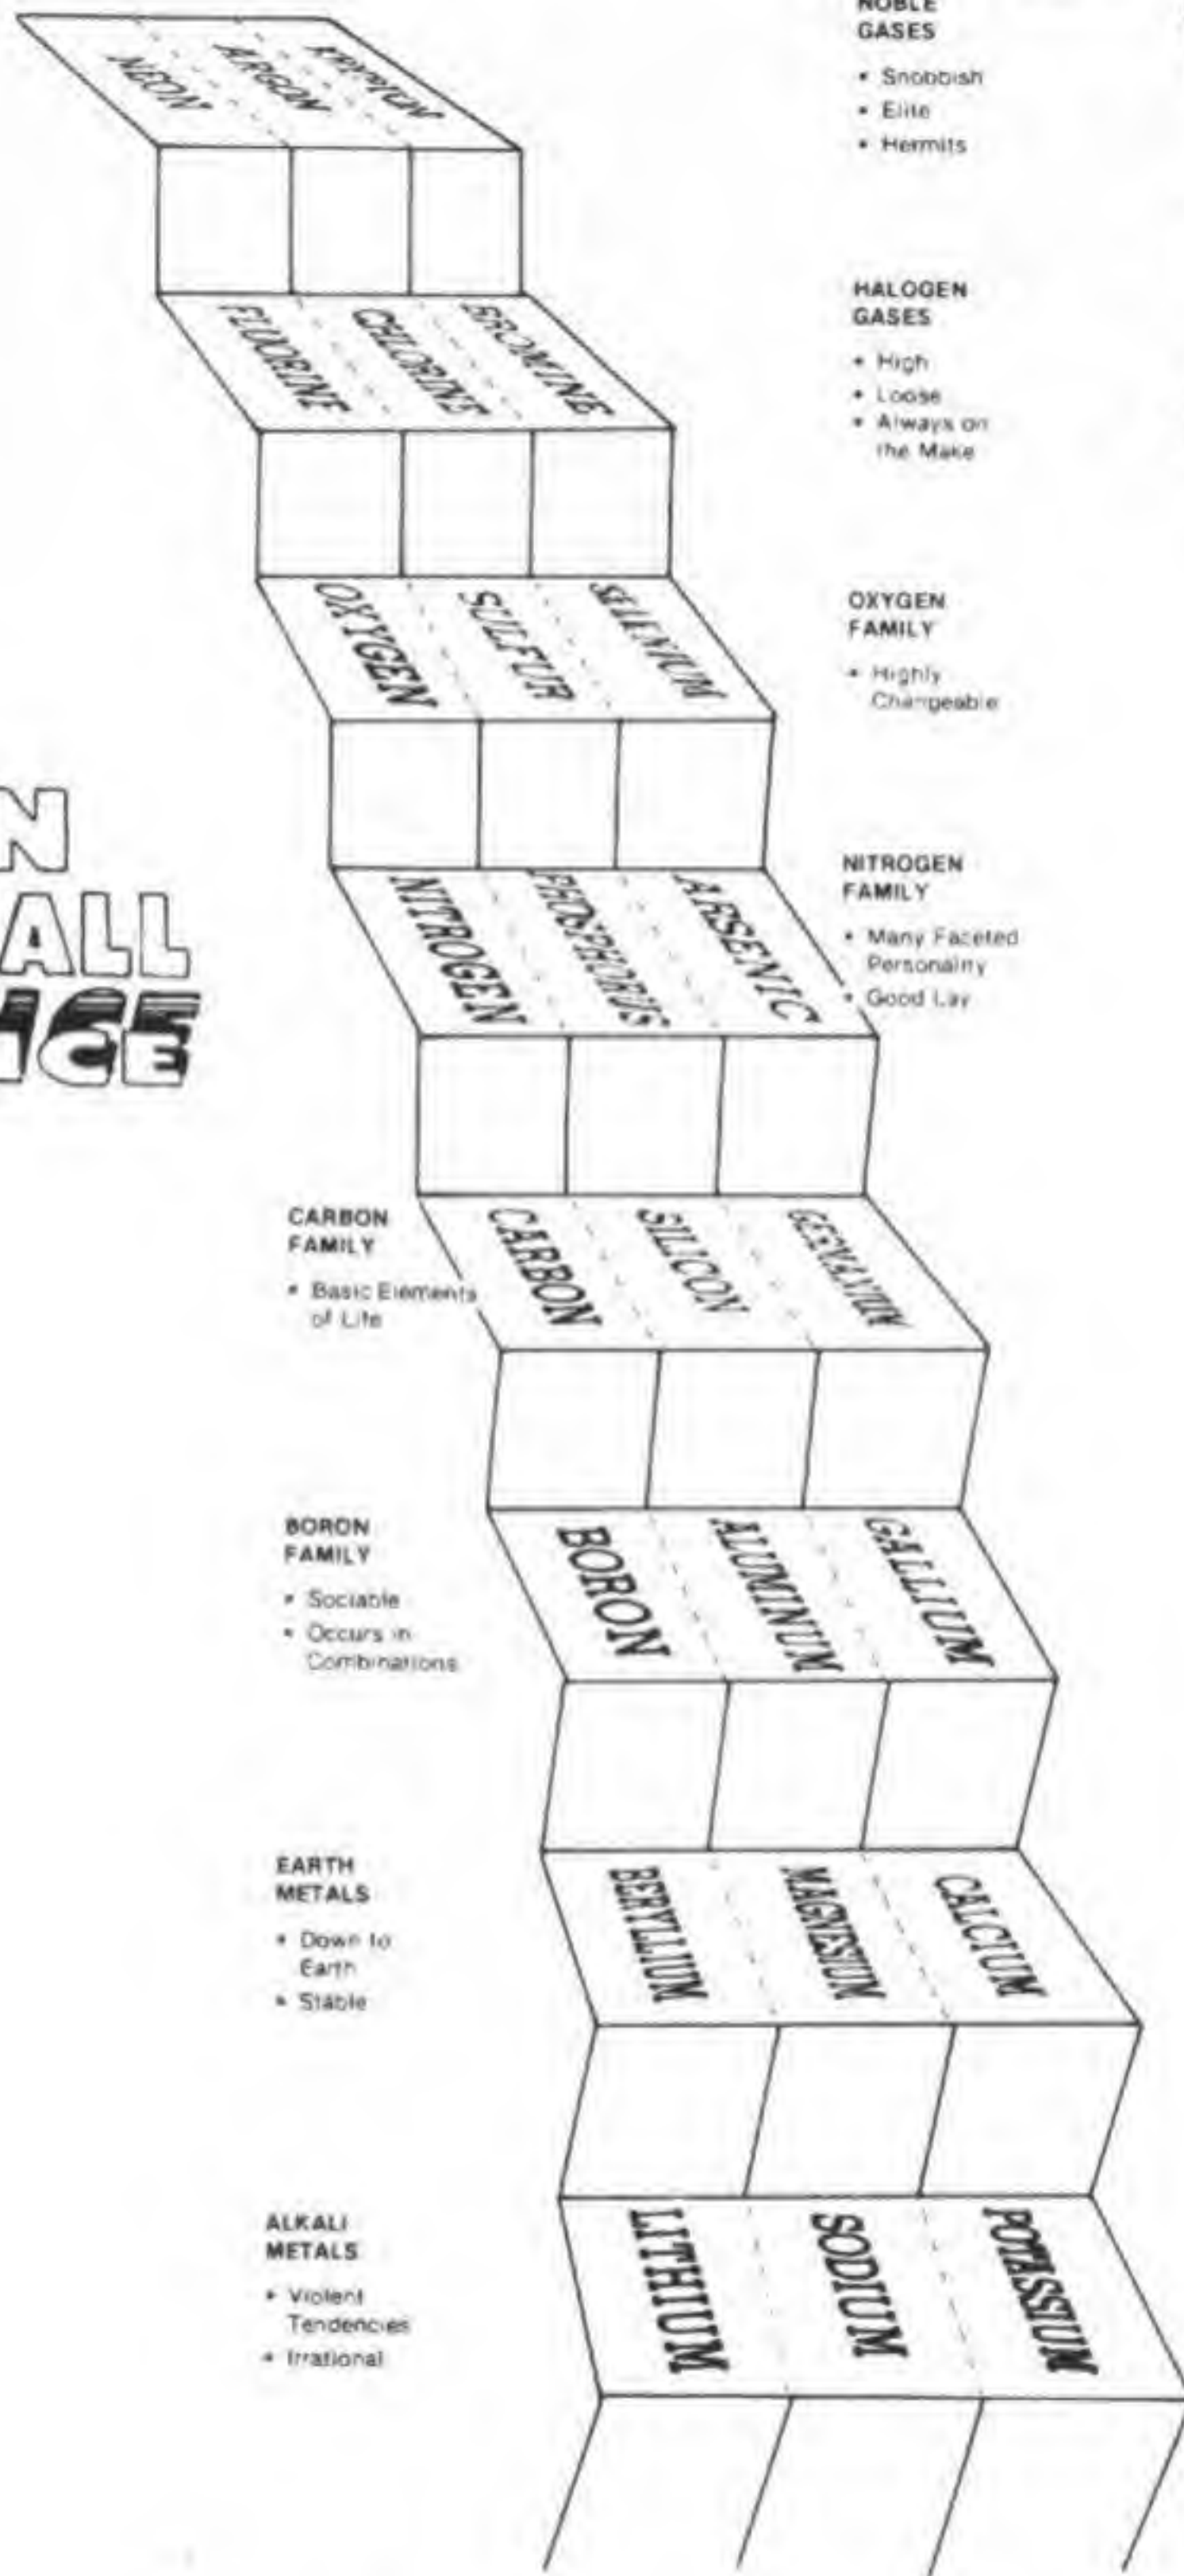 NEON
ARGON
KRYPTON
NOBLE
GASES
• Snobbish
• Elite
• Hermits
FLUORINE
CHLORINE
BROMINE
HALOGEN
GASES
• High
• Loose
• Always on
the Make
OXYGEN
SULFUR
SELENIUM
OXYGEN
FAMILY
• Highly
Changeable
N
ALL
NCE
NITROGEN
PHOSPHORUS
ARSENIC
NITROGEN
FAMILY
• Many Faceted
Personality
• Good Lay
CARBON
FAMILY
• Basic Elements
of Life
CARBON
SILICON
GERMANIUM
BORON
FAMILY
• Sociable
• Occurs in
Combinations
BORON
ALUMINUM
GALLIUM
EARTH
METALS
• Down to
Earth
• Stable
BERYLLIUM
MAGNESIUM
CALCIUM
ALKALI
METALS
• Violent
Tendencies
• Irrational
LITHIUM
SODIUM
POTASSIUM